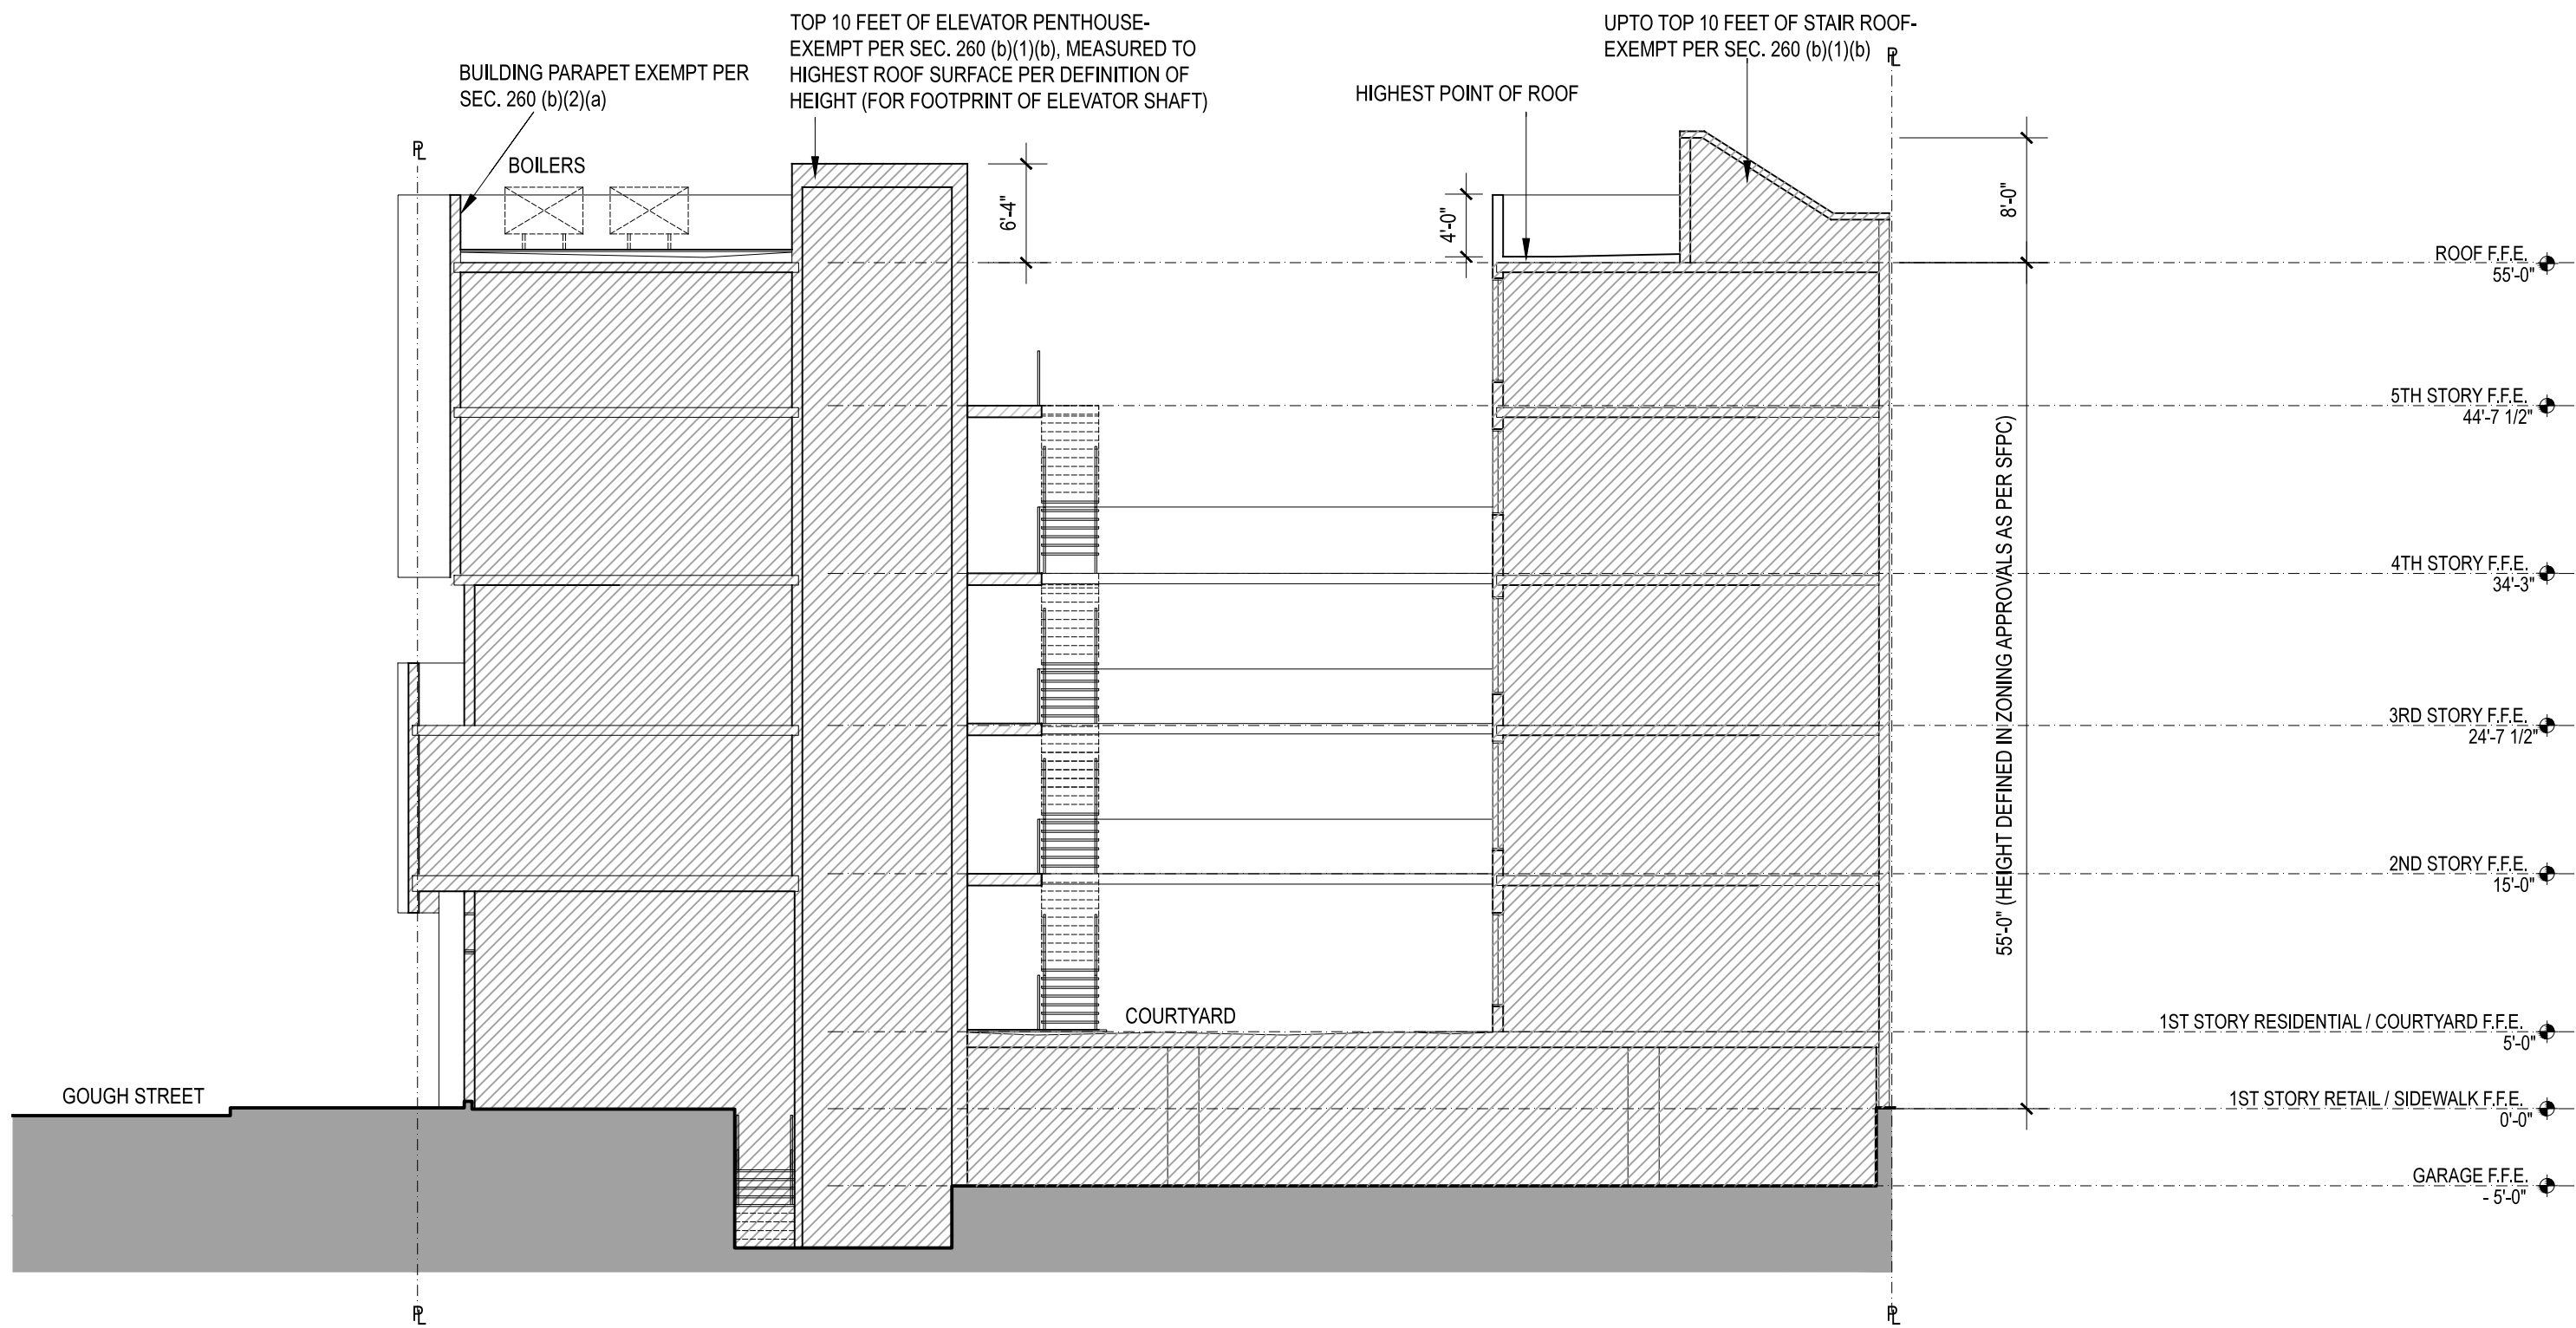 TOP 10 FEET OF ELEVATOR PENTHOUSE-
EXEMPT PER SEC. 260 (b)(1)(b), MEASURED TO
HIGHEST ROOF SURFACE PER DEFINITION OF
HEIGHT (FOR FOOTPRINT OF ELEVATOR SHAFT)
UPTO TOP 10 FEET OF STAIR ROOF-
EXEMPT PER SEC. 260 (b)(1)(b)
PL
BUILDING PARAPET EXEMPT PER
SEC. 260 (b)(2)(a)
HIGHEST POINT OF ROOF
PL
BOILERS
6'-4"
4'-0"
8'-0"
ROOF F.F.E.
55'-0"
5TH STORY F.F.E.
44'-7 1/2"
4TH STORY F.F.E.
34'-3"
3RD STORY F.F.E.
24'-7 1/2"
55'-0" (HEIGHT DEFINED IN ZONING APPROVALS AS PER SFPC)
2ND STORY F.F.E.
15'-0"
COURTYARD
1ST STORY RESIDENTIAL / COURTYARD F.F.E.
5'-0"
GOUGH STREET
1ST STORY RETAIL / SIDEWALK F.F.E.
0'-0"
GARAGE F.F.E.
- 5'-0"
PL
PL